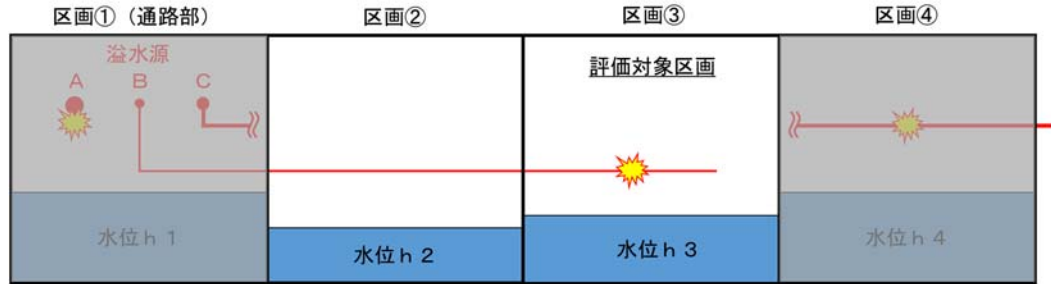 区画①（通路部）
区画②
区画③
区画④
溢水源
A B C
評価対象区画
水位ｈ１
水位ｈ２
水位ｈ３
水位ｈ４